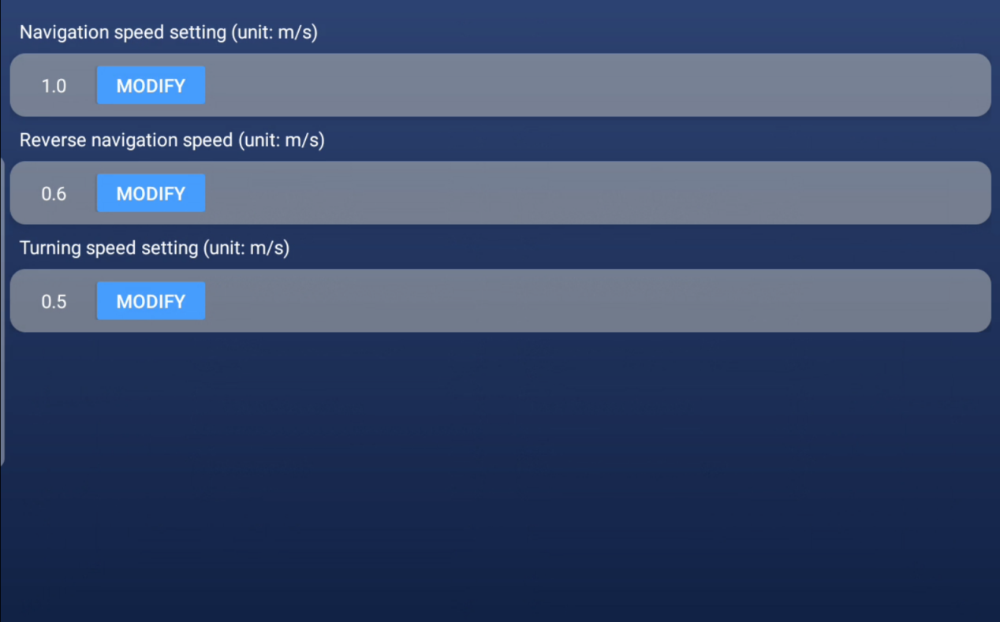 Navigation speed setting (unit: m/s)
1.0 MODIFY
Reverse navigation speed (unit: m/s)
0.6 MODIFY
Turning speed setting (unit: m/s)
0.5 MODIFY